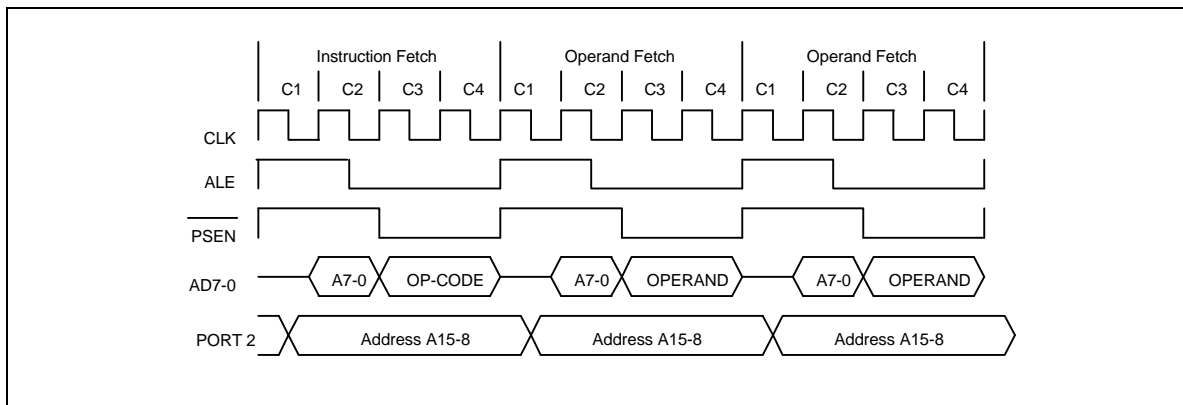 Instruction Fetch Operand Fetch Operand Fetch
C1 C2 C3 C4 C1 C2 C3 C4 C1 C2 C3 C4
CLK
ALE
PSEN
AD7-0 A7-0 OP-CODE A7-0 OPERAND A7-0 OPERAND
PORT 2 Address A15-8 Address A15-8 Address A15-8